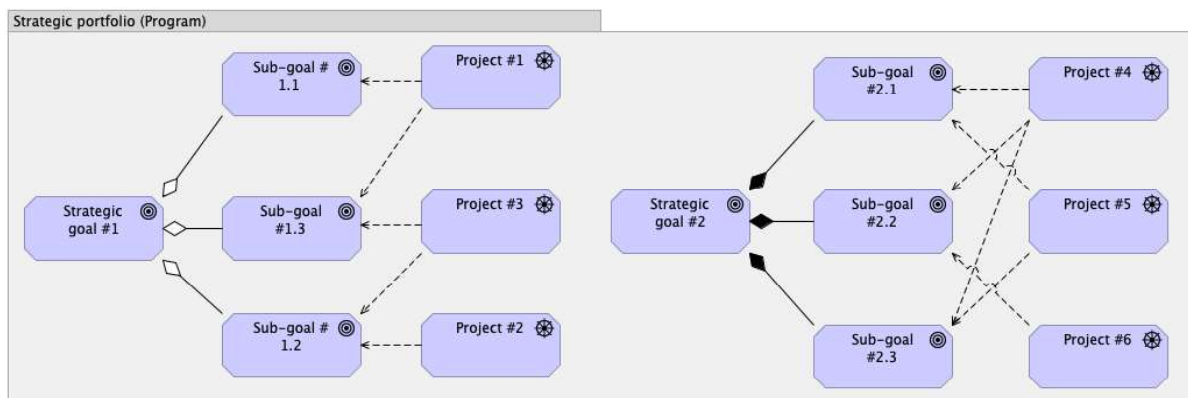 Strategic portfolio (Program)
Sub-goal #
1.1
Project #1
Strategic
goal #1
Sub-goal
#1.3
Project #3
Sub-goal #
1.2
Project #2
Sub-goal
#2.1
Project #4
Strategic
goal #2
Sub-goal
#2.2
Project #5
Sub-goal
#2.3
Project #6